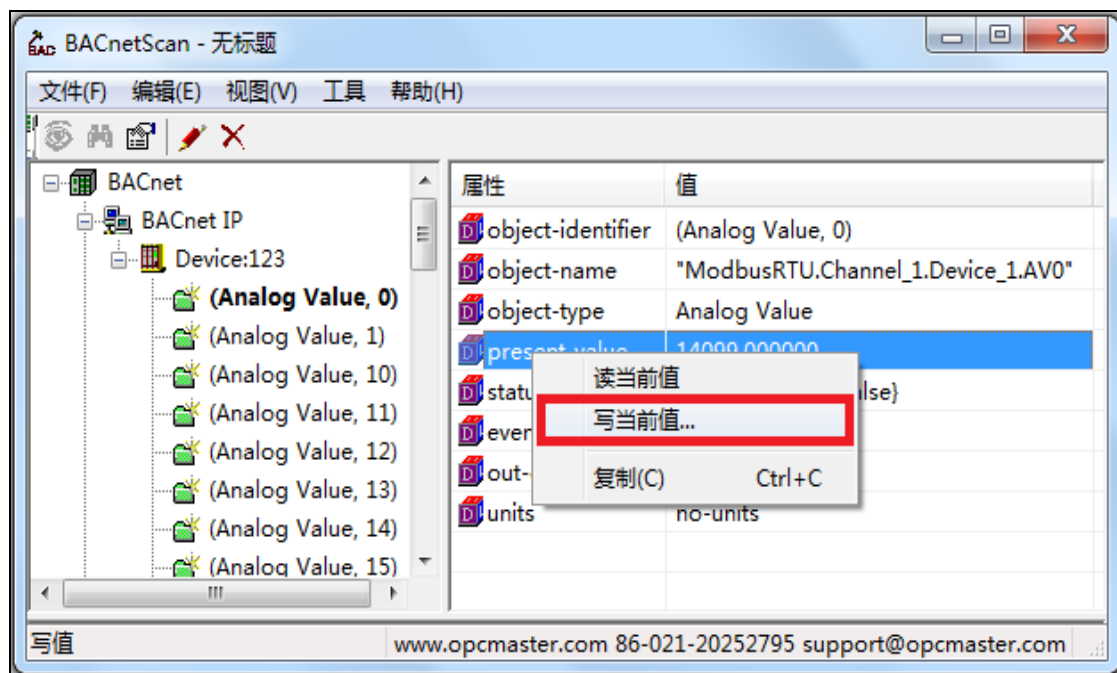 BACnetScan - 无标题
文件(F) 编辑(E) 视图(V) 工具 帮助(H)
BACnet
BACnet IP
Device:123
(Analog Value, 0)
(Analog Value, 1)
(Analog Value, 10)
(Analog Value, 11)
(Analog Value, 12)
(Analog Value, 13)
(Analog Value, 14)
(Analog Value, 15)
属性 值
object-identifier (Analog Value, 0)
object-name "ModbusRTU.Channel_1.Device_1.AV0"
object-type Analog Value
present-value 14099.000000
statu lse}
ever
out-
units no-units
读当前值
写当前值...
复制(C) Ctrl+C
写值 www.opcmaster.com 86-021-20252795 support@opcmaster.com